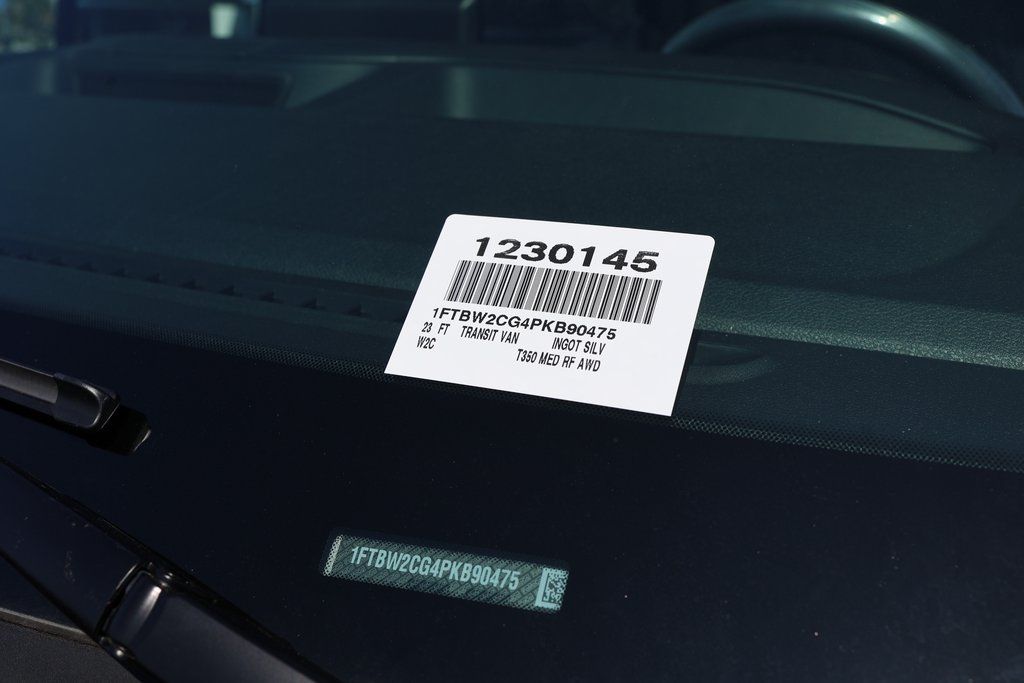 1230145
1FTBW2CG4PKB90475
23 FT TRANSIT VAN INGOT SILV
W2C T350 MED RF AWD
1FTBW2CG4PKB90475